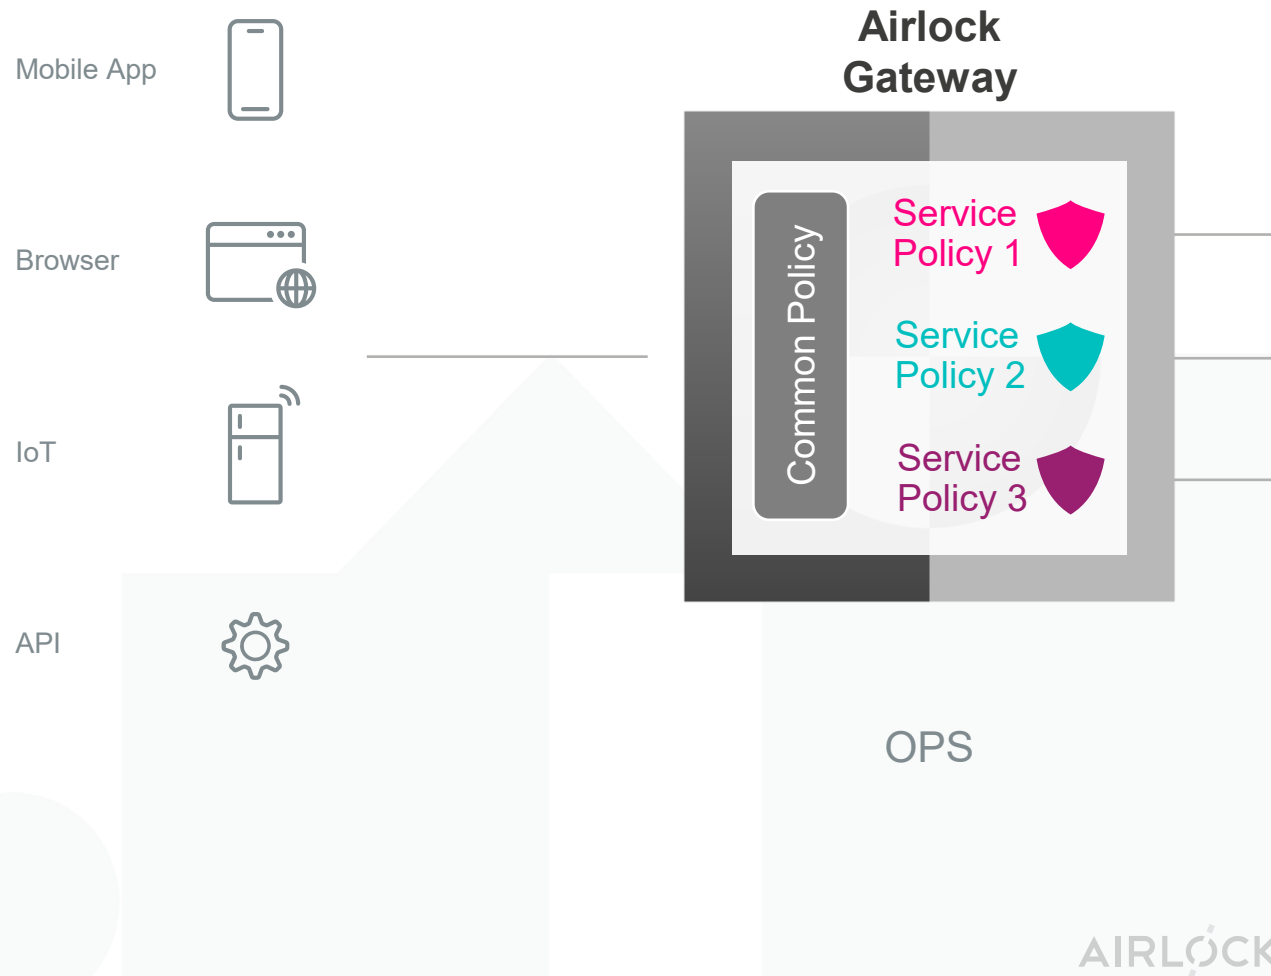 Airlock
Gateway
Mobile App
Browser
IoT
API
Common Policy
Service
Policy 1
Service
Policy 2
Service
Policy 3
OPS
AIRLOCK